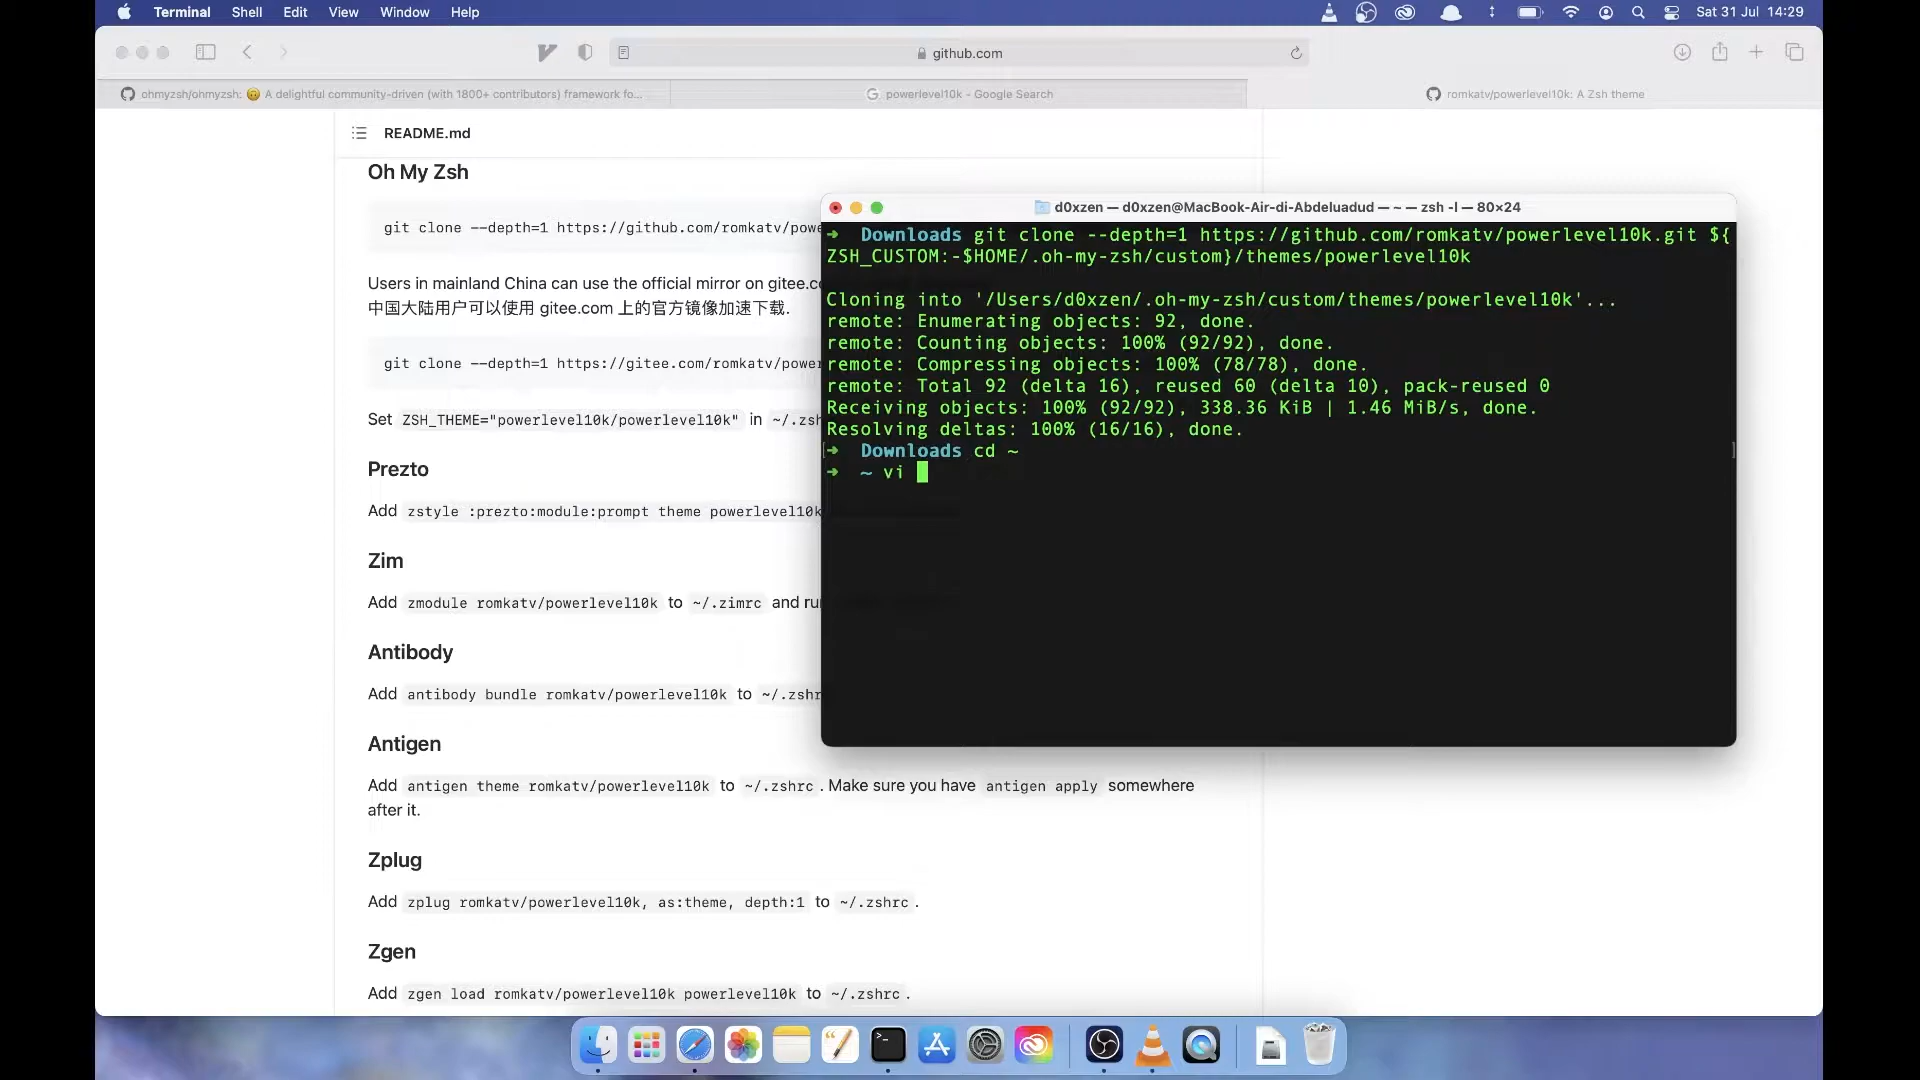 Terminal Shell Edit View Window Help Sat 31 Jul 14:29
github.com
ohmyzsh/ohmyzsh: 🙃 A delightful community-driven (with 1800+ contributors) framework fo...
powerlevel10k - Google Search
romkatv/powerlevel10k: A Zsh theme
README.md
Oh My Zsh
git clone --depth=1 https://github.com/romkatv/powe
Users in mainland China can use the official mirror on gitee.co
中国大陆用户可以使用 gitee.com 上的官方镜像加速下载.
git clone --depth=1 https://gitee.com/romkatv/power
Set ZSH_THEME="powerlevel10k/powerlevel10k" in ~/.zsh
Prezto
Add zstyle :prezto:module:prompt theme powerlevel10k
Zim
Add zmodule romkatv/powerlevel10k to ~/.zimrc and run
Antibody
Add antibody bundle romkatv/powerlevel10k to ~/.zshr
Antigen
Add antigen theme romkatv/powerlevel10k to ~/.zshrc. Make sure you have antigen apply somewhere
after it.
Zplug
Add zplug romkatv/powerlevel10k, as:theme, depth:1 to ~/.zshrc.
Zgen
Add zgen load romkatv/powerlevel10k powerlevel10k to ~/.zshrc.
d0xzen — d0xzen@MacBook-Air-di-Abdeluadud — ~ — zsh -l — 80×24
➜ Downloads git clone --depth=1 https://github.com/romkatv/powerlevel10k.git ${
ZSH_CUSTOM:-$HOME/.oh-my-zsh/custom}/themes/powerlevel10k
Cloning into '/Users/d0xzen/.oh-my-zsh/custom/themes/powerlevel10k'...
remote: Enumerating objects: 92, done.
remote: Counting objects: 100% (92/92), done.
remote: Compressing objects: 100% (78/78), done.
remote: Total 92 (delta 16), reused 60 (delta 10), pack-reused 0
Receiving objects: 100% (92/92), 338.36 KiB | 1.46 MiB/s, done.
Resolving deltas: 100% (16/16), done.
[➜ Downloads cd ~ ]
➜ ~ vi